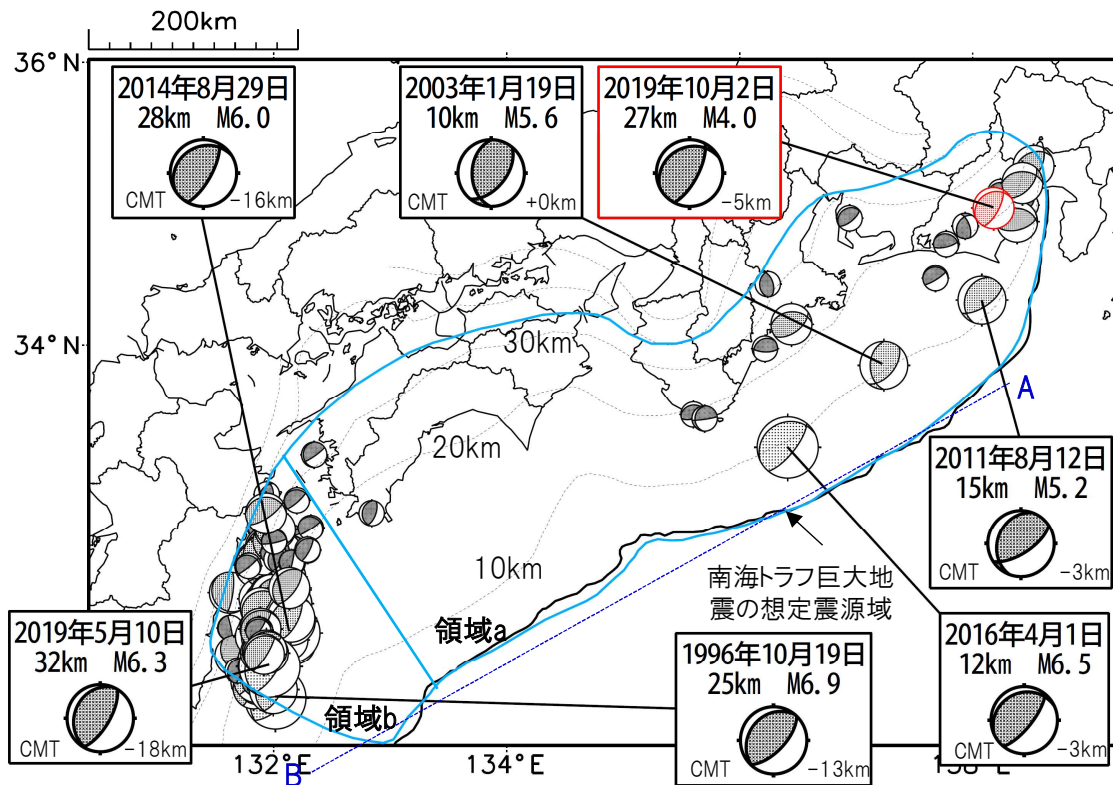 200km
36°N
2014年8月29日
28km M6.0
CMT
-16km
2003年1月19日
10km M5.6
CMT
+0km
2019年10月2日
27km M4.0
CMT
-5km
34°N
30km
20km
10km
A
2011年8月12日
15km M5.2
CMT
-3km
南海トラフ巨大地
震の想定震源域
領域a
領域b
2019年5月10日
32km M6.3
CMT
-18km
1996年10月19日
25km M6.9
CMT
-13km
2016年4月1日
12km M6.5
CMT
-3km
132°E
B
134°E